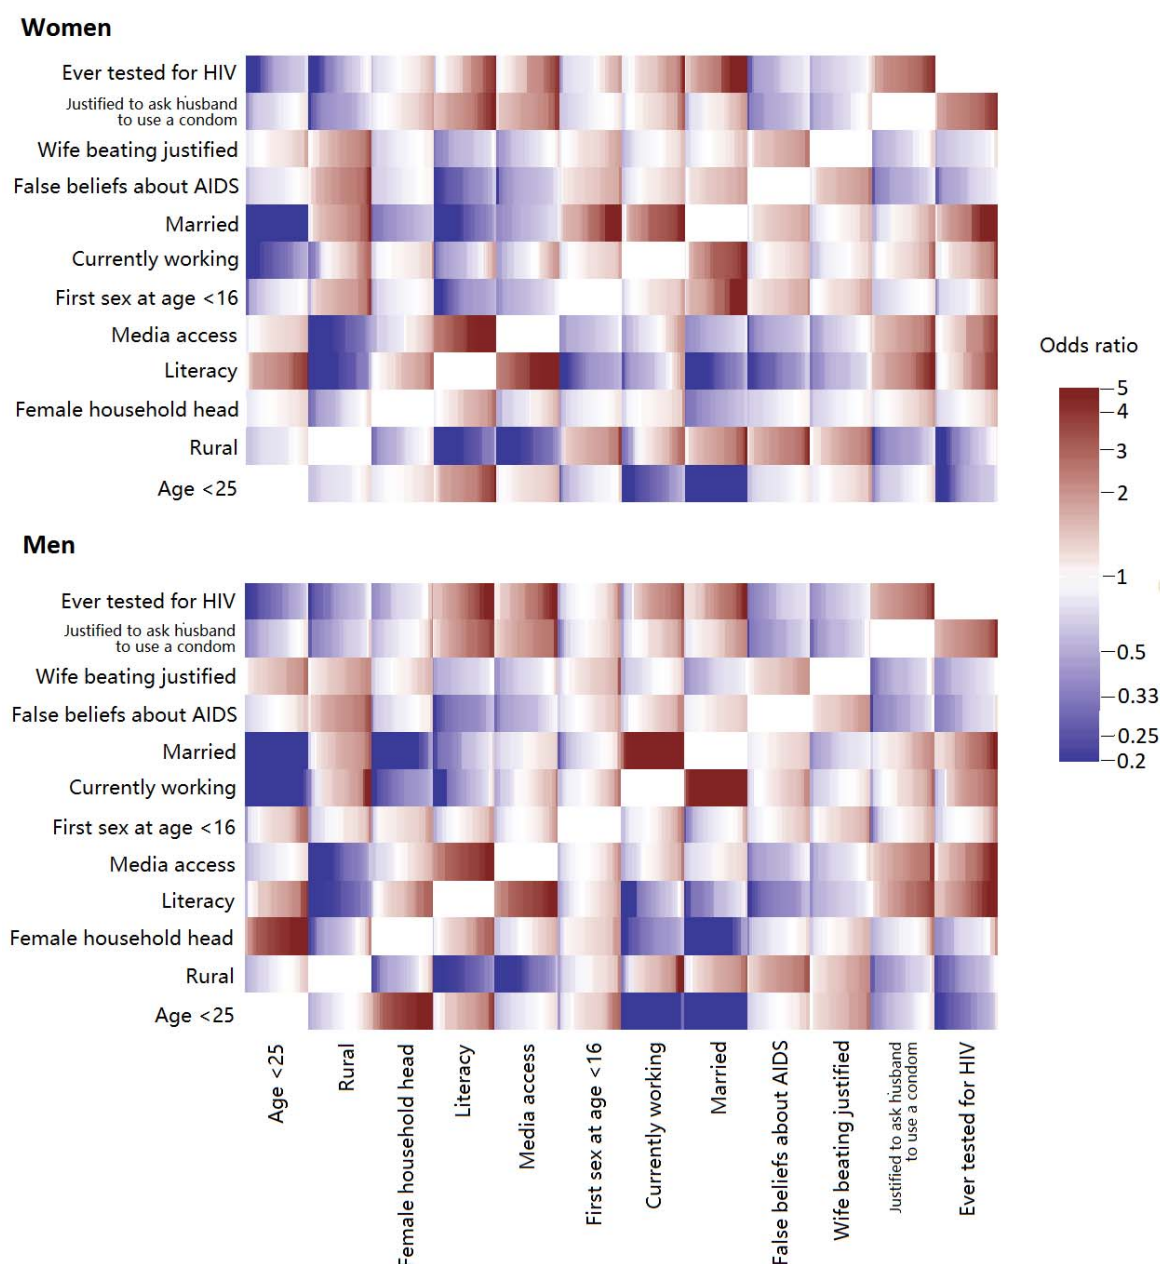 Women
Ever tested for HIV
Justified to ask husband
to use a condom
Wife beating justified
False beliefs about AIDS
Married
Currently working
First sex at age <16
Media access
Literacy
Female household head
Rural
Age <25
Odds ratio
5
4
3
2
1
0.5
0.33
0.25
0.2
Men
Ever tested for HIV
Justified to ask husband
to use a condom
Wife beating justified
False beliefs about AIDS
Married
Currently working
First sex at age <16
Media access
Literacy
Female household head
Rural
Age <25
Age <25
Rural
Female household head
Literacy
Media access
First sex at age <16
Currently working
Married
False beliefs about AIDS
Wife beating justified
Justified to ask husband
to use a condom
Ever tested for HIV